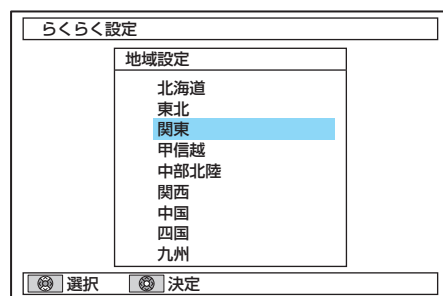 らくらく設定
地域設定
北海道
東北
関東
甲信越
中部北陸
関西
中国
四国
九州
選択 決定